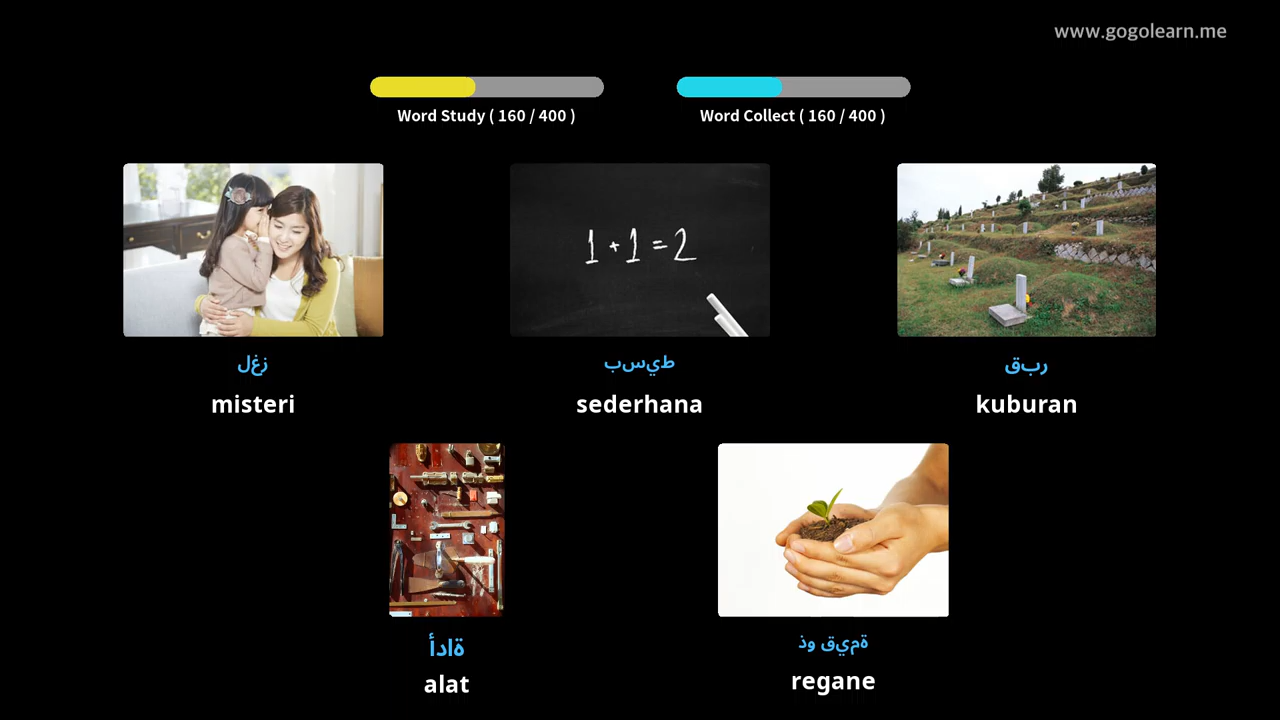 www.gogolearn.me
Word Study ( 160 / 400 )
Word Collect ( 160 / 400 )
1 + 1 = 2
لغز
misteri
بسيط
sederhana
قبر
kuburan
أداة
alat
ذو قيمة
regane